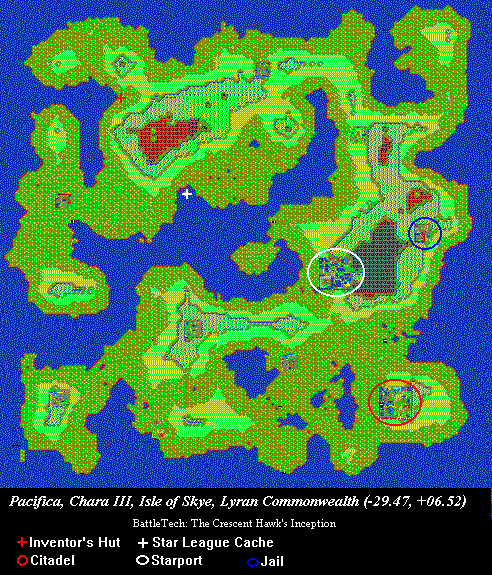 Pacifica, Chara III, Isle of Skye, Lyran Commonwealth (-29.47, +06.52)
BattleTech: The Crescent Hawk's Inception
Inventor's Hut Star League Cache
Citadel Starport Jail